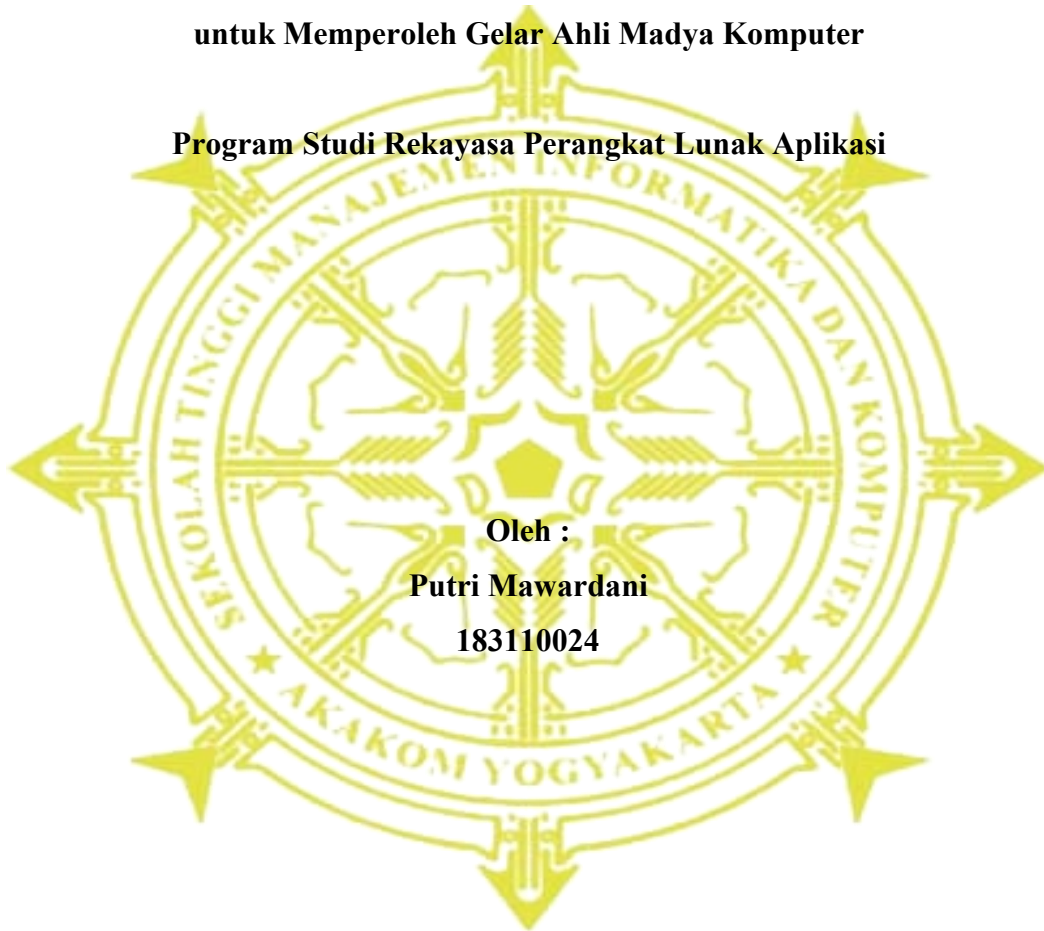 untuk Memperoleh Gelar Ahli Madya Komputer
Program Studi Rekayasa Perangkat Lunak Aplikasi
SEKOLAH TINGGI MANAJEMEN INFORMATIKA DAN KOMPUTER
Oleh :
Putri Mawardani
183110024
★ AKAKOM YOGYAKARTA ★